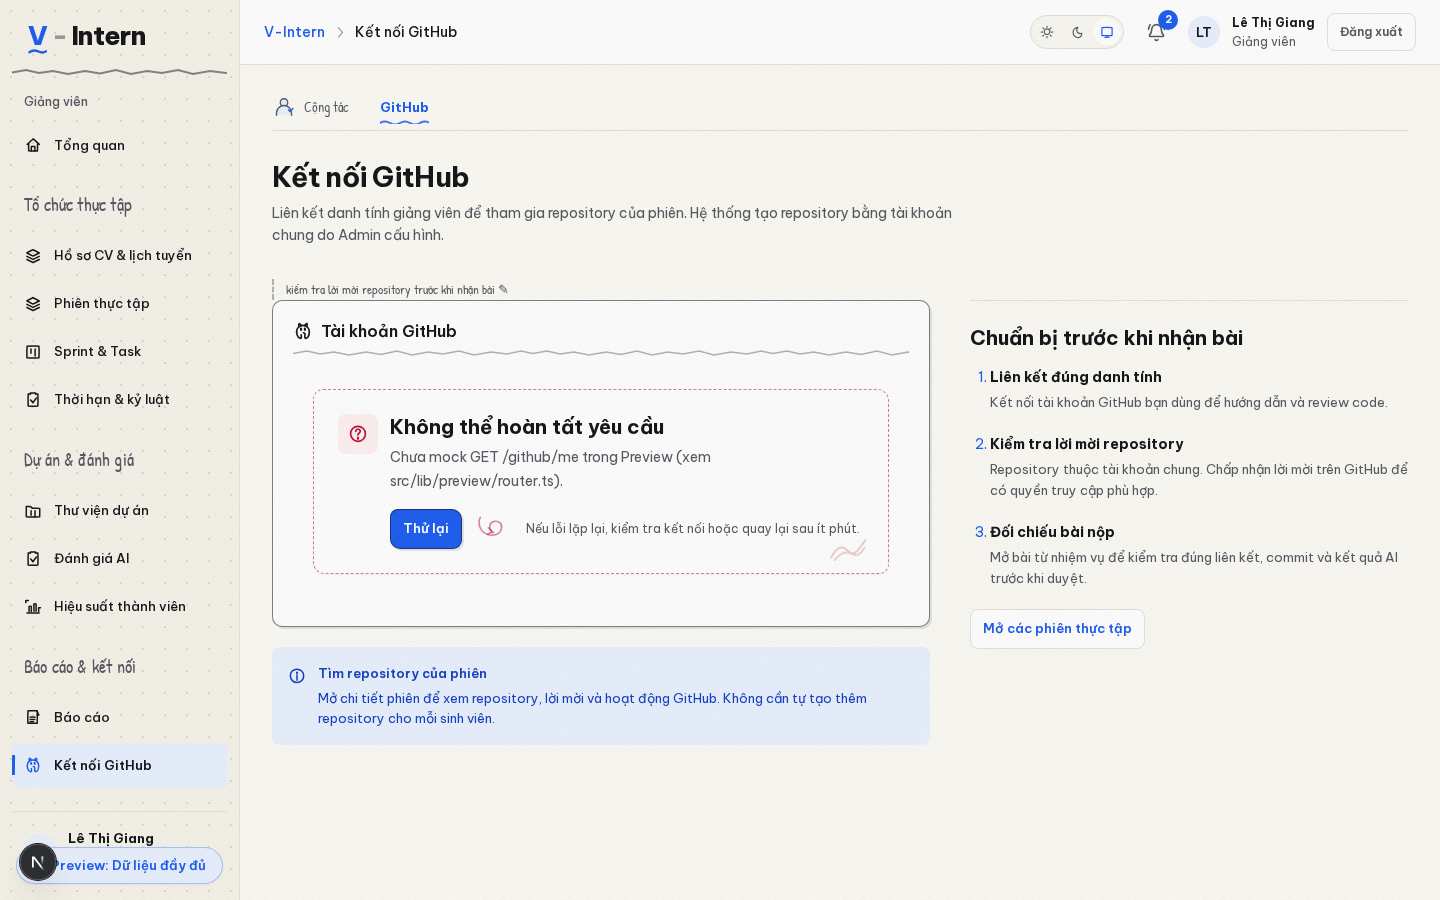 V - Intern
Giảng viên
Tổng quan
Tổ chức thực tập
Hồ sơ CV & lịch tuyển
Phiên thực tập
Sprint & Task
Thời hạn & kỷ luật
Dự án & đánh giá
Thư viện dự án
Đánh giá AI
Hiệu suất thành viên
Báo cáo & kết nối
Báo cáo
Kết nối GitHub
Lê Thị Giang
Preview: Dữ liệu đầy đủ
V-Intern > Kết nối GitHub
2
LT
Lê Thị Giang
Giảng viên
Đăng xuất
Cộng tác
GitHub
Kết nối GitHub
Liên kết danh tính giảng viên để tham gia repository của phiên. Hệ thống tạo repository bằng tài khoản
chung do Admin cấu hình.
kiểm tra lời mời repository trước khi nhận bài ✎
Tài khoản GitHub
Không thể hoàn tất yêu cầu
Chưa mock GET /github/me trong Preview (xem
src/lib/preview/router.ts).
Thử lại
Nếu lỗi lặp lại, kiểm tra kết nối hoặc quay lại sau ít phút.
Tìm repository của phiên
Mở chi tiết phiên để xem repository, lời mời và hoạt động GitHub. Không cần tự tạo thêm
repository cho mỗi sinh viên.
Chuẩn bị trước khi nhận bài
1. Liên kết đúng danh tính
Kết nối tài khoản GitHub bạn dùng để hướng dẫn và review code.
2. Kiểm tra lời mời repository
Repository thuộc tài khoản chung. Chấp nhận lời mời trên GitHub để
có quyền truy cập phù hợp.
3. Đối chiếu bài nộp
Mở bài từ nhiệm vụ để kiểm tra đúng liên kết, commit và kết quả AI
trước khi duyệt.
Mở các phiên thực tập